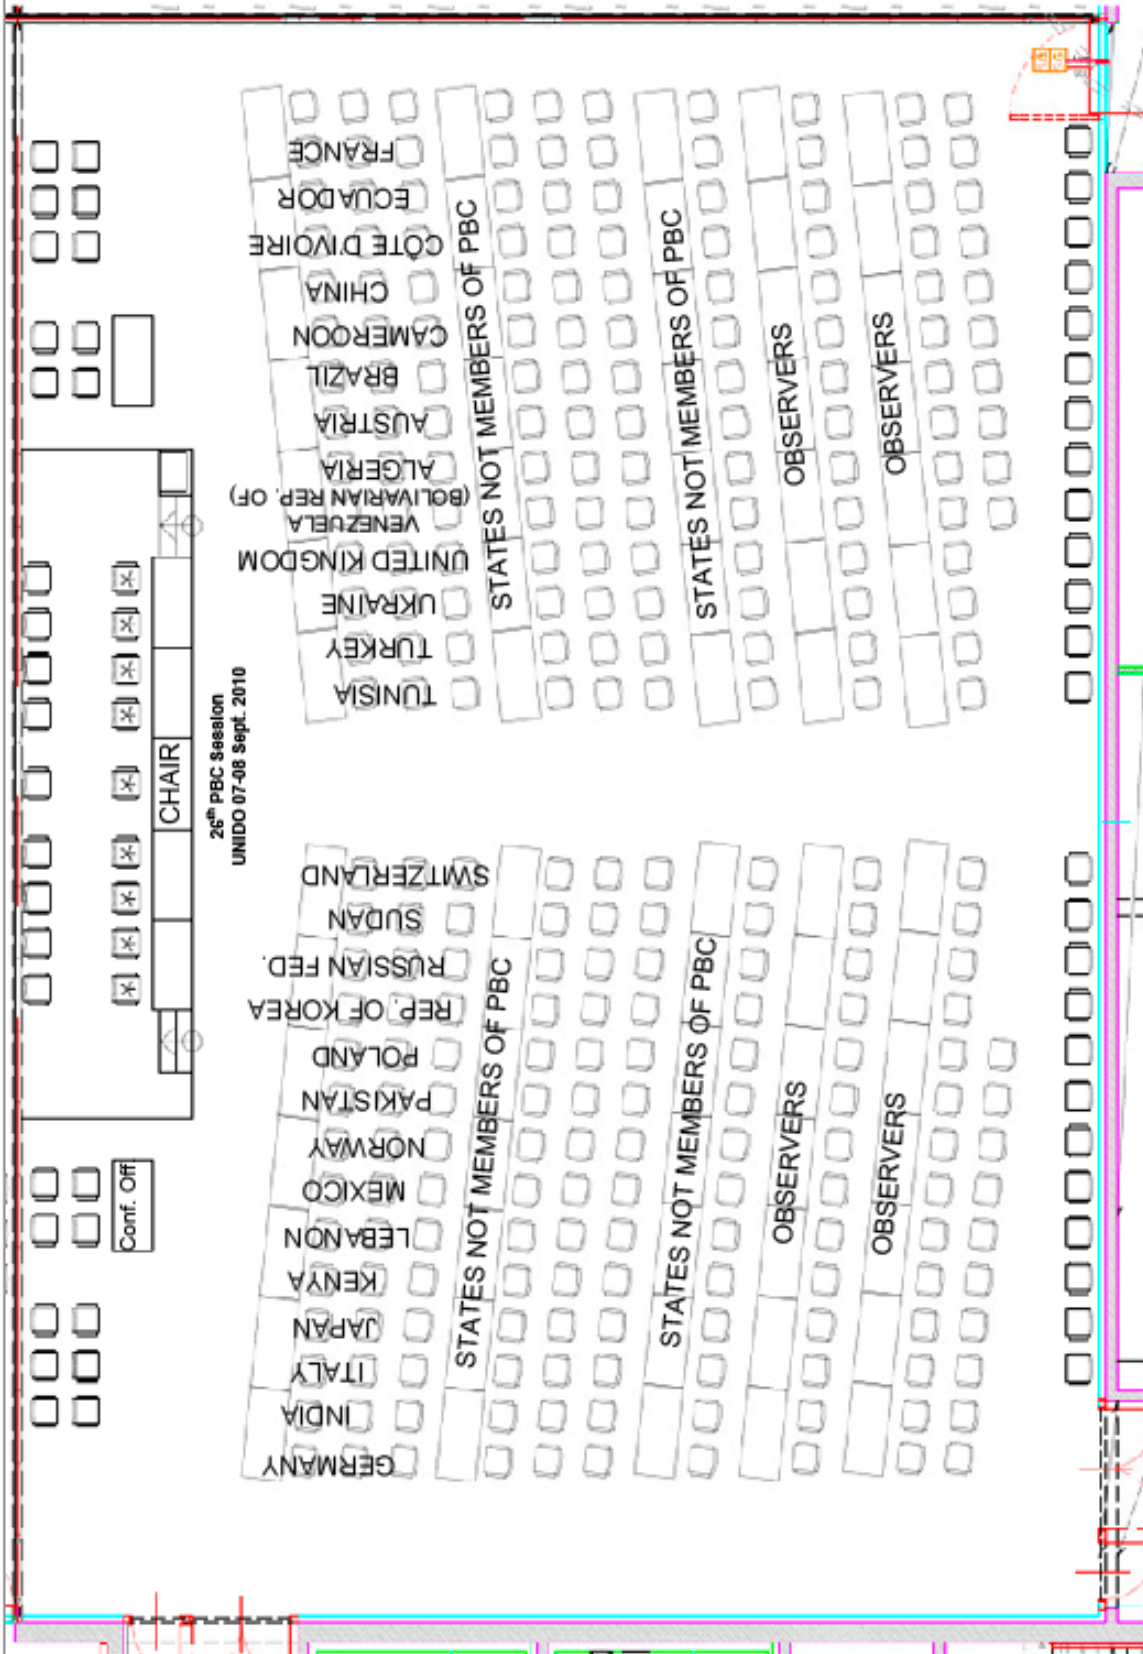 FRANCE
ECUADOR
CÔTE D'IVOIRE
CHINA
CAMEROON
BRAZIL
AUSTRIA
ALGERIA
VENEZUELA
(BOLIVARIAN REP. OF)
UNITED KINGDOM
UKRAINE
TURKEY
TUNISIA
STATES NOT MEMBERS OF PBC
STATES NOT MEMBERS OF PBC
OBSERVERS
OBSERVERS
CHAIR
26th PBC Session
UNIDO 07-08 Sept. 2010
SWITZERLAND
SUDAN
RUSSIAN FED.
REP. OF KOREA
POLAND
PAKISTAN
NORWAY
MEXICO
LEBANON
KENYA
JAPAN
ITALY
INDIA
GERMANY
STATES NOT MEMBERS OF PBC
STATES NOT MEMBERS OF PBC
OBSERVERS
OBSERVERS
Conf. Off